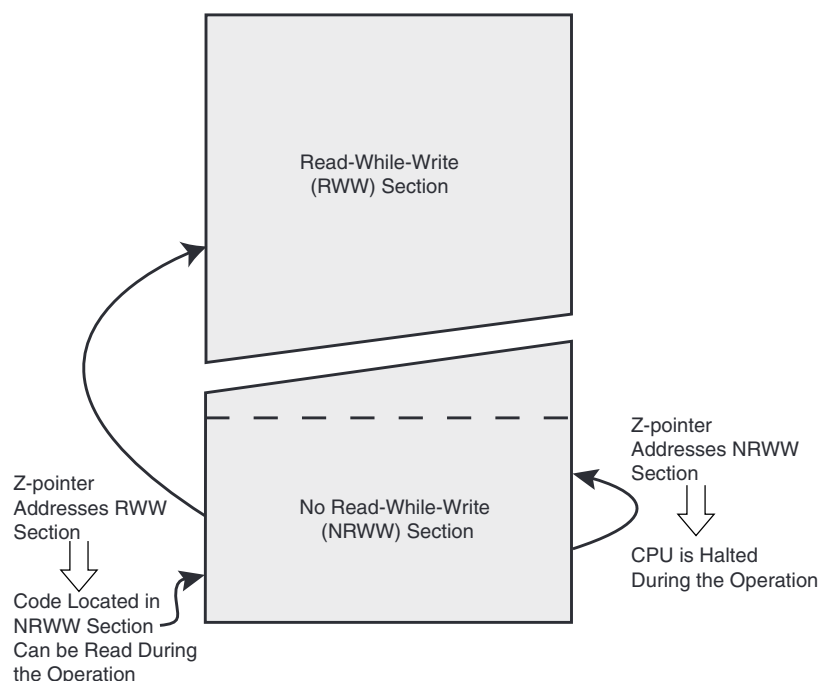 Read-While-Write
(RWW) Section
Z-pointer
Addresses NRWW
Section
Z-pointer
Addresses RWW
Section
No Read-While-Write
(NRWW) Section
CPU is Halted
During the Operation
Code Located in
NRWW Section
Can be Read During
the Operation